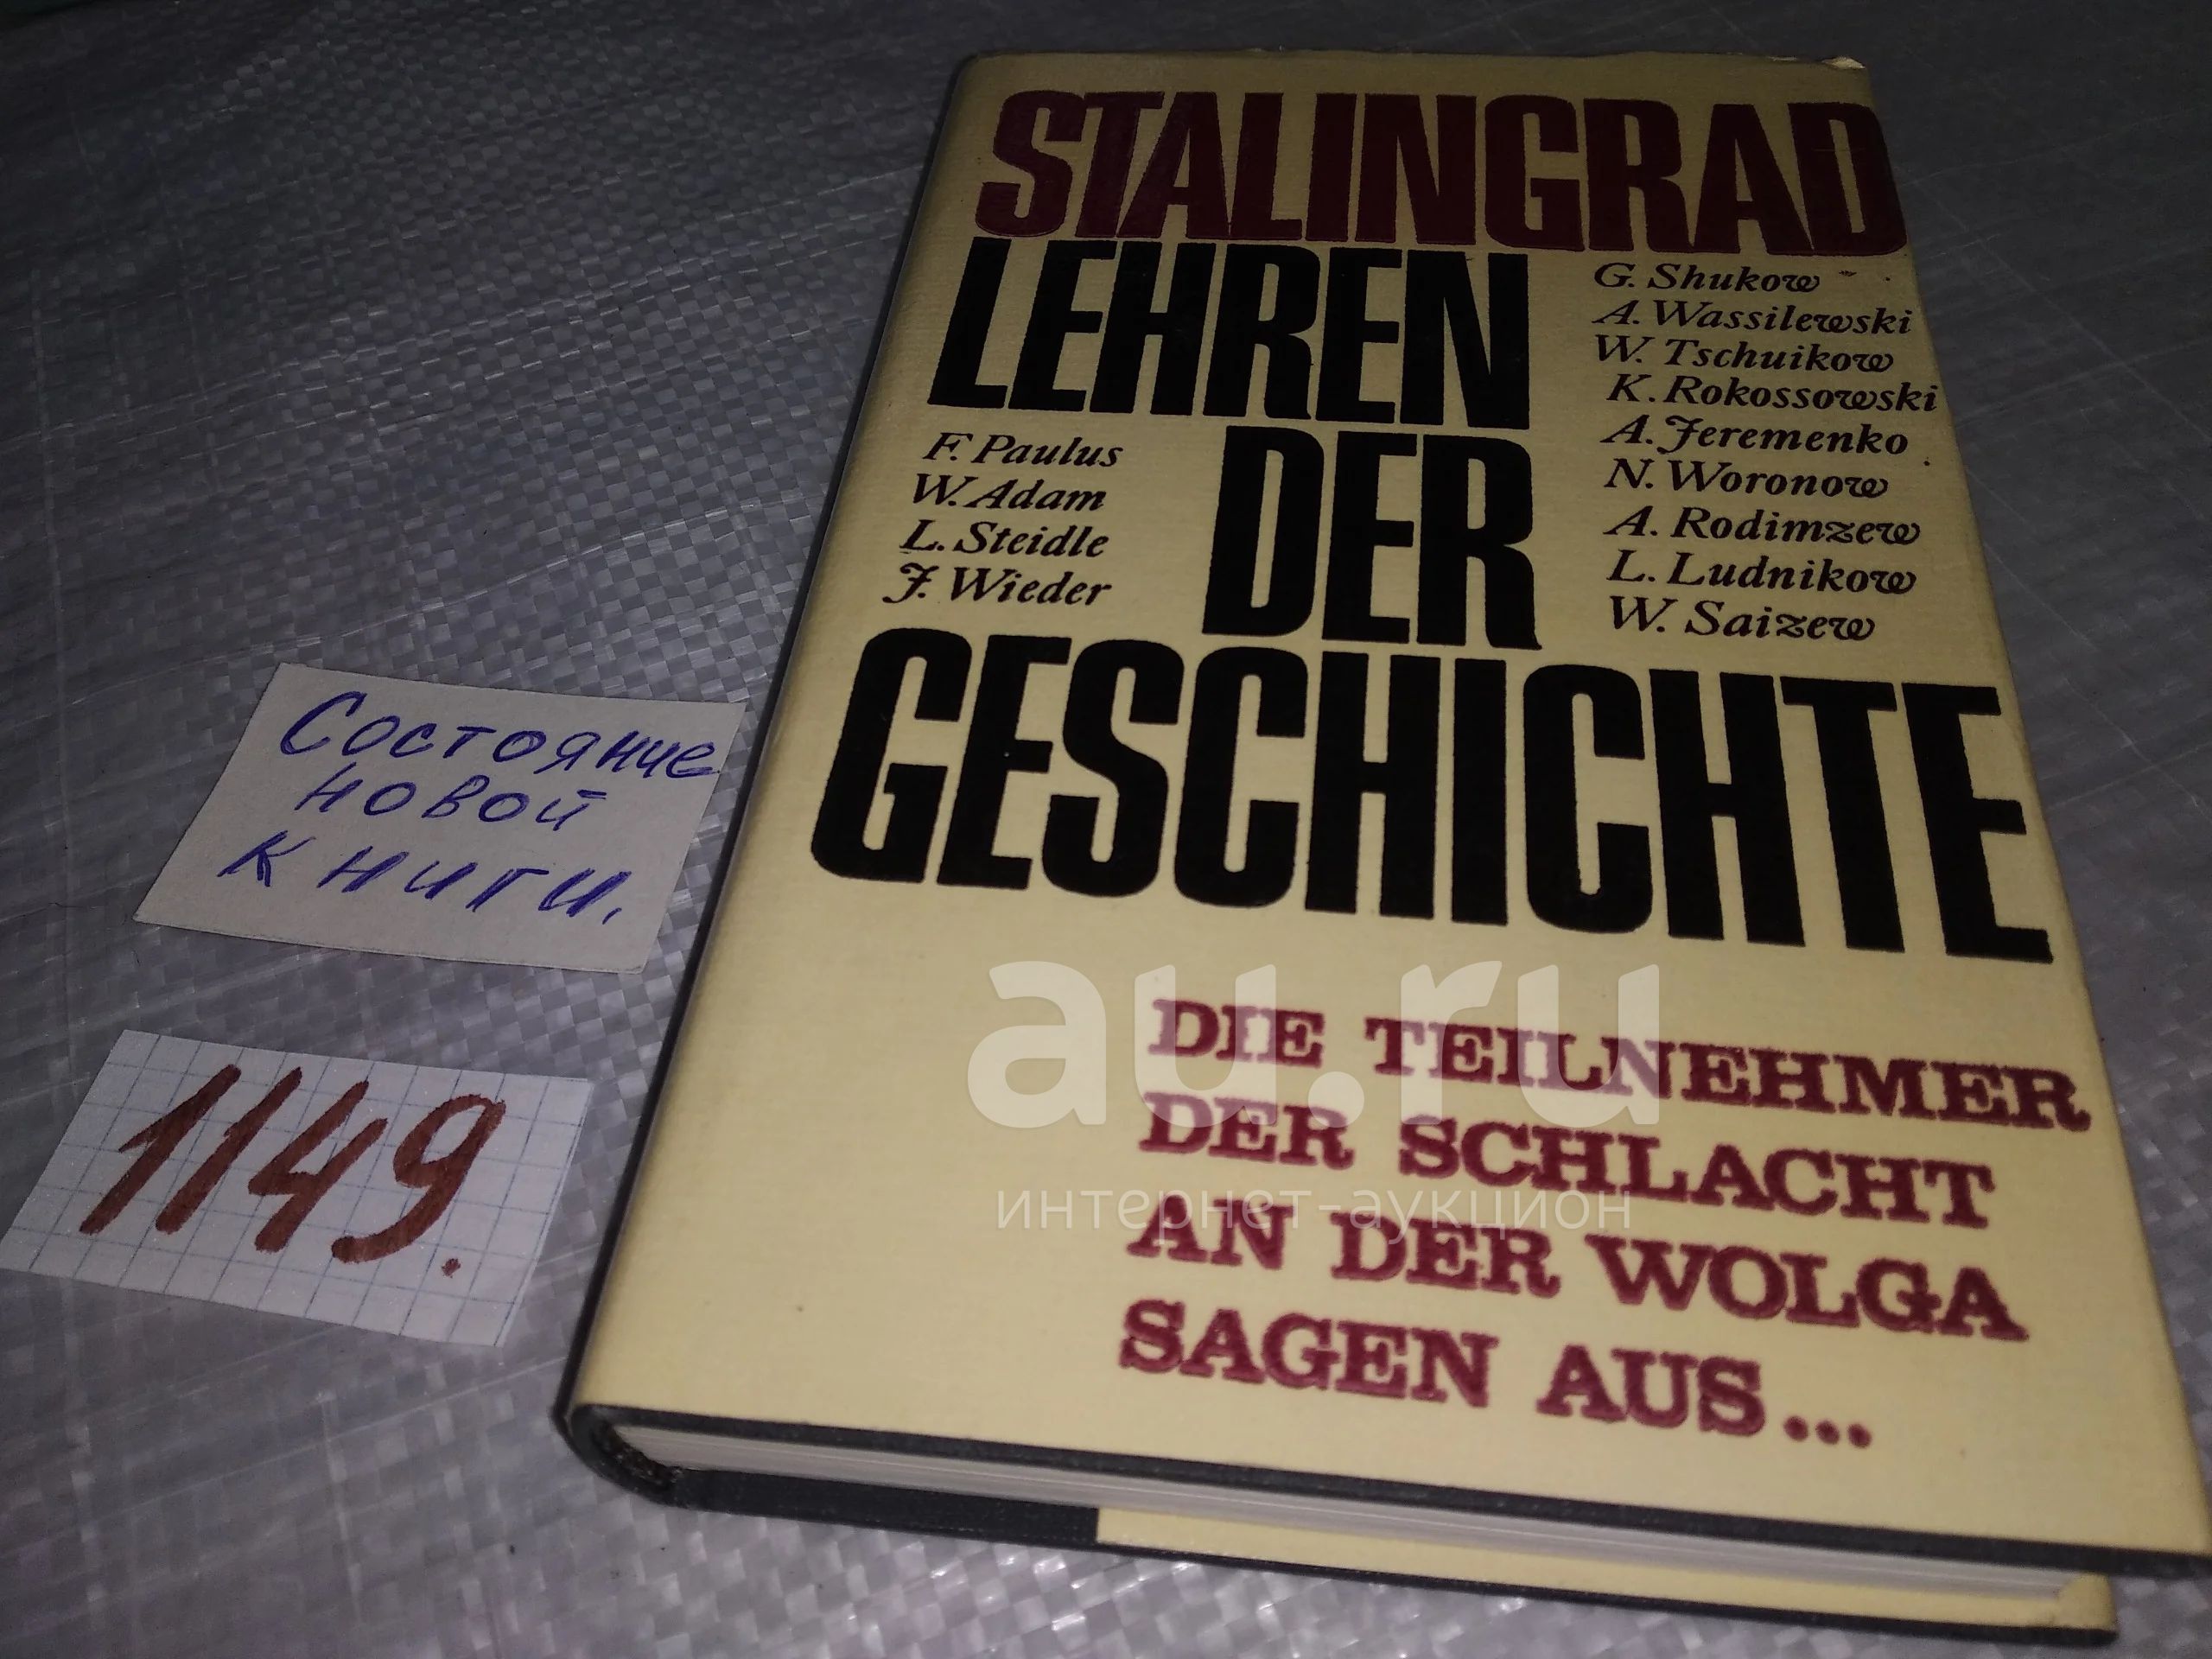 STALINGRAD
LEHREN
G. Shukow
A. Wassilewski
W. Tschuikow
K. Rokossowski
A. Jeremenko
N. Woronow
A. Rodimzew
L. Ludnikow
W. Saizew
F. Paulus
W. Adam
L. Steidle
J. Wieder
DER
GESCHICHTE
DIE TEILNEHMER
DER SCHLACHT
AN DER WOLGA
SAGEN AUS...
Состояние
новой
книги.
1149.
au.ru
интернет-аукцион